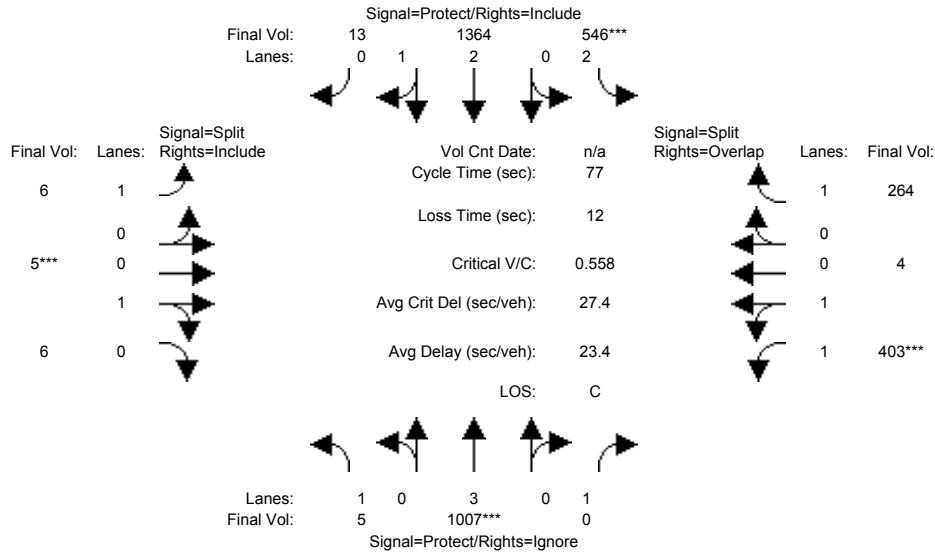 Signal=Protect/Rights=Include
Final Vol: 13 1364 546***
Lanes: 0 1 2 0 2
Signal=Split
Final Vol: Lanes: Rights=Include
Vol Cnt Date: n/a
Signal=Split
Rights=Overlap Lanes: Final Vol:
Cycle Time (sec): 77
6 1
1 264
Loss Time (sec): 12
0
0
5*** 0
Critical V/C: 0.558
0 4
1
Avg Crit Del (sec/veh): 27.4
1
6 0
Avg Delay (sec/veh): 23.4
1 403***
LOS: C
Lanes: 1 0 3 0 1
Final Vol: 5 1007*** 0
Signal=Protect/Rights=Ignore